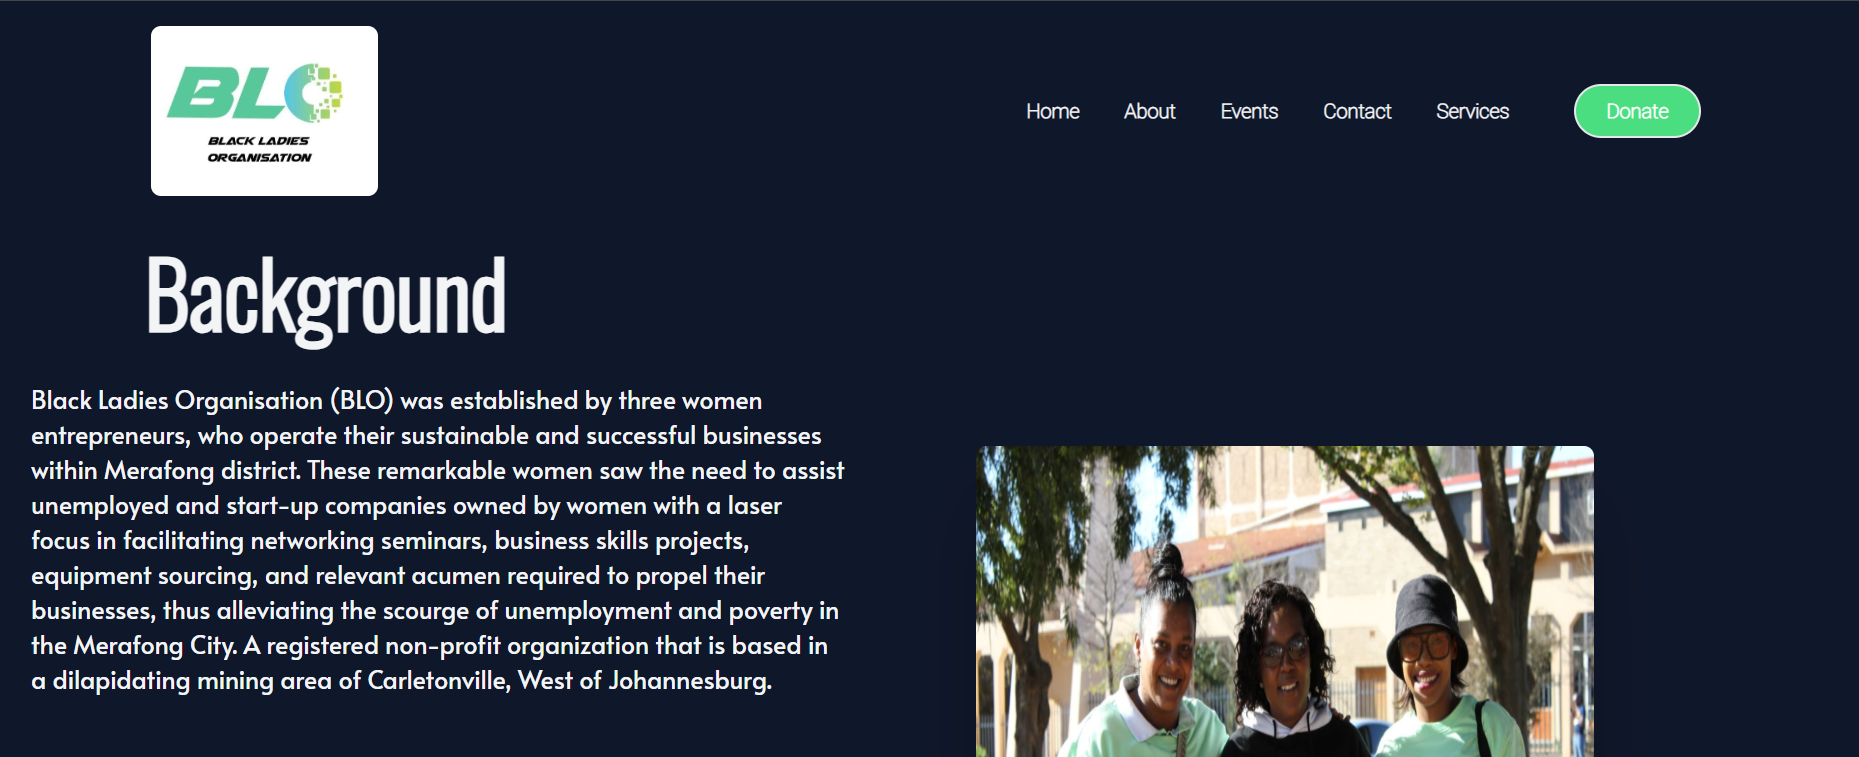 BLO
BLACK LADIES
ORGANISATION
Home About Events Contact Services Donate
Background
Black Ladies Organisation (BLO) was established by three women
entrepreneurs, who operate their sustainable and successful businesses
within Merafong district. These remarkable women saw the need to assist
unemployed and start-up companies owned by women with a laser
focus in facilitating networking seminars, business skills projects,
equipment sourcing, and relevant acumen required to propel their
businesses, thus alleviating the scourge of unemployment and poverty in
the Merafong City. A registered non-profit organization that is based in
a dilapidating mining area of Carletonville, West of Johannesburg.